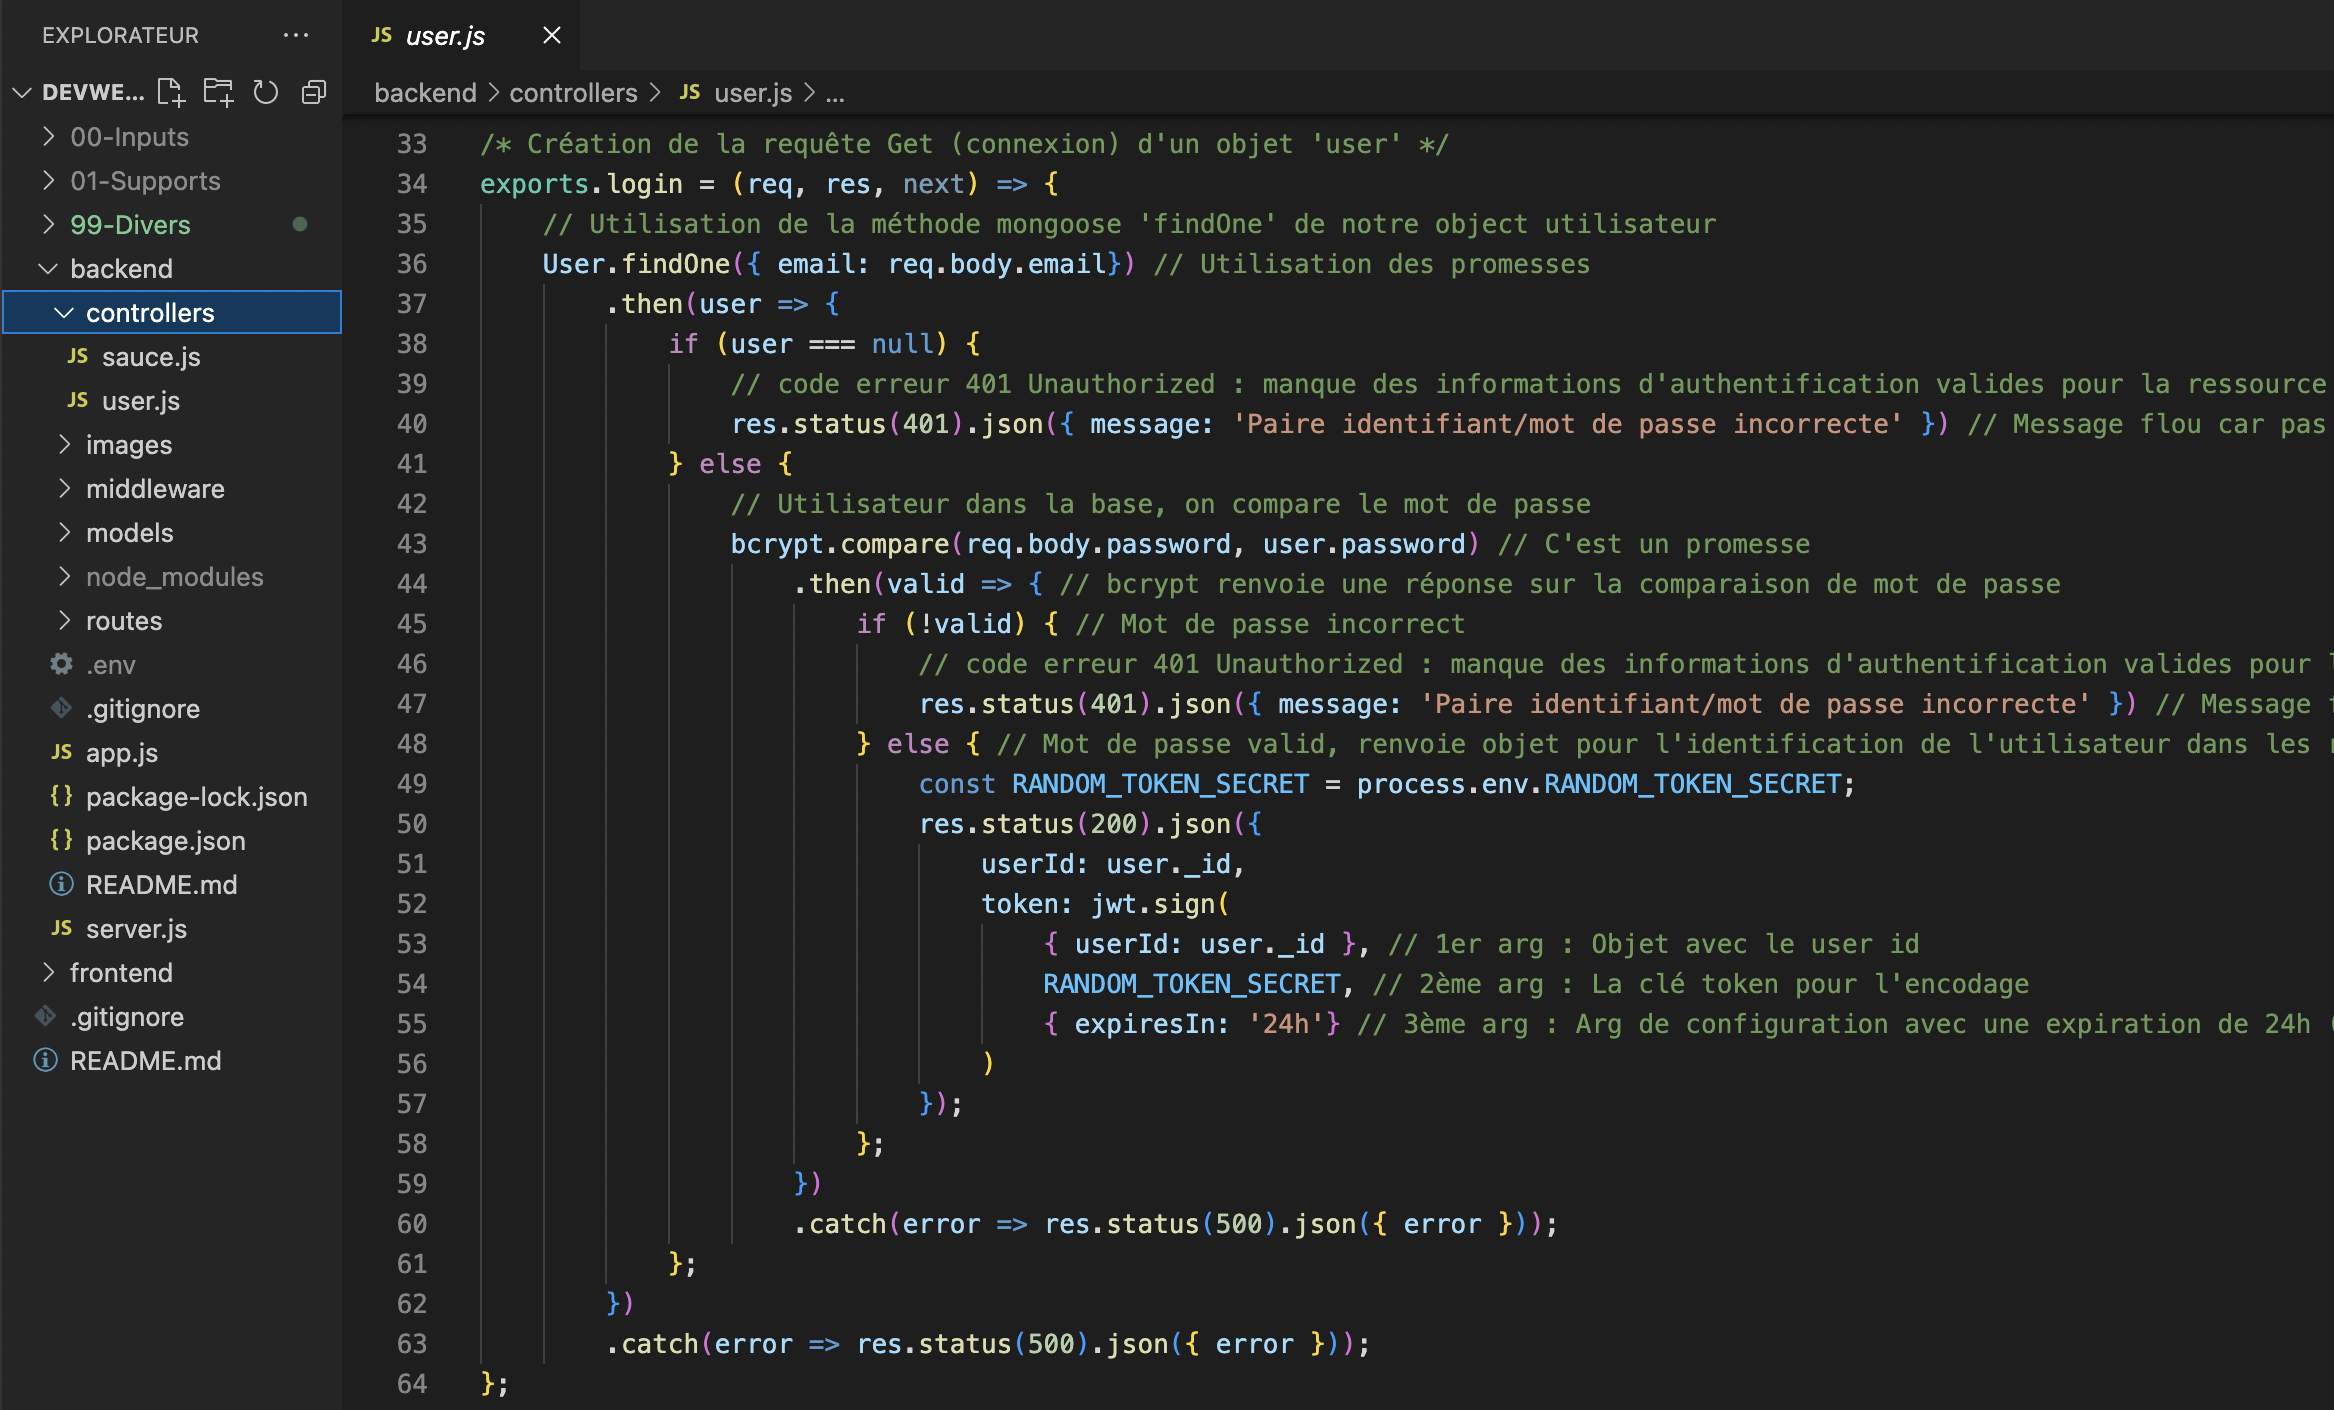 EXPLORATEUR ...
DEVWE...
00-Inputs
01-Supports
99-Divers
backend
controllers
JS sauce.js
JS user.js
images
middleware
models
node_modules
routes
.env
.gitignore
JS app.js
{} package-lock.json
{} package.json
README.md
JS server.js
frontend
.gitignore
README.md
JS user.js
backend > controllers > JS user.js > ...
33 /* Création de la requête Get (connexion) d'un objet 'user' */
34 exports.login = (req, res, next) => {
35 // Utilisation de la méthode mongoose 'findOne' de notre object utilisateur
36 User.findOne({ email: req.body.email}) // Utilisation des promesses
37 .then(user => {
38 if (user === null) {
39 // code erreur 401 Unauthorized : manque des informations d'authentification valides pour la ressource
40 res.status(401).json({ message: 'Paire identifiant/mot de passe incorrecte' }) // Message flou car pas
41 } else {
42 // Utilisateur dans la base, on compare le mot de passe
43 bcrypt.compare(req.body.password, user.password) // C'est un promesse
44 .then(valid => { // bcrypt renvoie une réponse sur la comparaison de mot de passe
45 if (!valid) { // Mot de passe incorrect
46 // code erreur 401 Unauthorized : manque des informations d'authentification valides pour
47 res.status(401).json({ message: 'Paire identifiant/mot de passe incorrecte' }) // Message
48 } else { // Mot de passe valid, renvoie objet pour l'identification de l'utilisateur dans les
49 const RANDOM_TOKEN_SECRET = process.env.RANDOM_TOKEN_SECRET;
50 res.status(200).json({
51 userId: user._id,
52 token: jwt.sign(
53 { userId: user._id }, // 1er arg : Objet avec le user id
54 RANDOM_TOKEN_SECRET, // 2ème arg : La clé token pour l'encodage
55 { expiresIn: '24h'} // 3ème arg : Arg de configuration avec une expiration de 24h
56 )
57 });
58 };
59 })
60 .catch(error => res.status(500).json({ error }));
61 };
62 })
63 .catch(error => res.status(500).json({ error }));
64 };